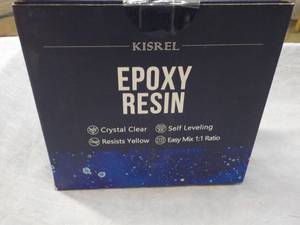 KISREL
EPOXY
RESIN
Crystal Clear Self Leveling
Resists Yellow Easy Mix 1:1 Ratio